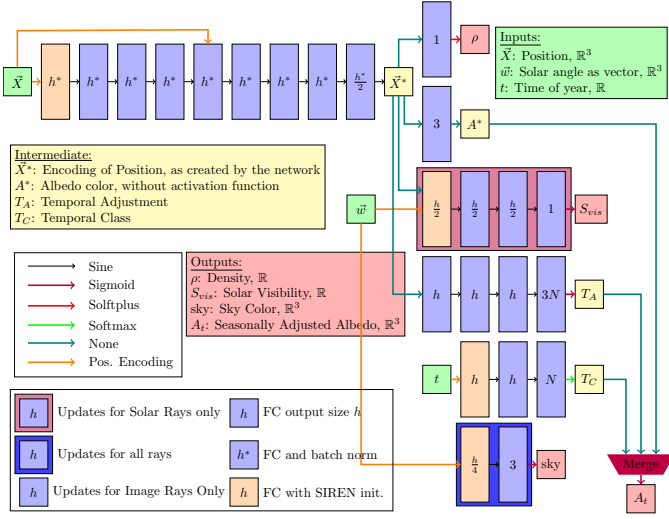 X⃗
h*
h*
h*
h*
h*
h*
h*
h*
h*/2
X⃗*
1
ρ
3
A*
Inputs:
X⃗: Position, ℝ³
w⃗: Solar angle as vector, ℝ³
t: Time of year, ℝ
Intermediate:
X⃗*: Encoding of Position, as created by the network
A*: Albedo color, without activation function
T_A: Temporal Adjustment
T_C: Temporal Class
w⃗
h/2
h/2
h/2
1
S_vis
Outputs:
ρ: Density, ℝ
S_vis: Solar Visibility, ℝ
sky: Sky Color, ℝ³
A_t: Seasonally Adjusted Albedo, ℝ³
Sine
Sigmoid
Solftplus
Softmax
None
Pos. Encoding
h
h
h
3N
T_A
t
h
h
N
T_C
h/4
3
sky
Merge
A_t
h Updates for Solar Rays only
h FC output size h
h Updates for all rays
h* FC and batch norm
h Updates for Image Rays Only
h FC with SIREN init.